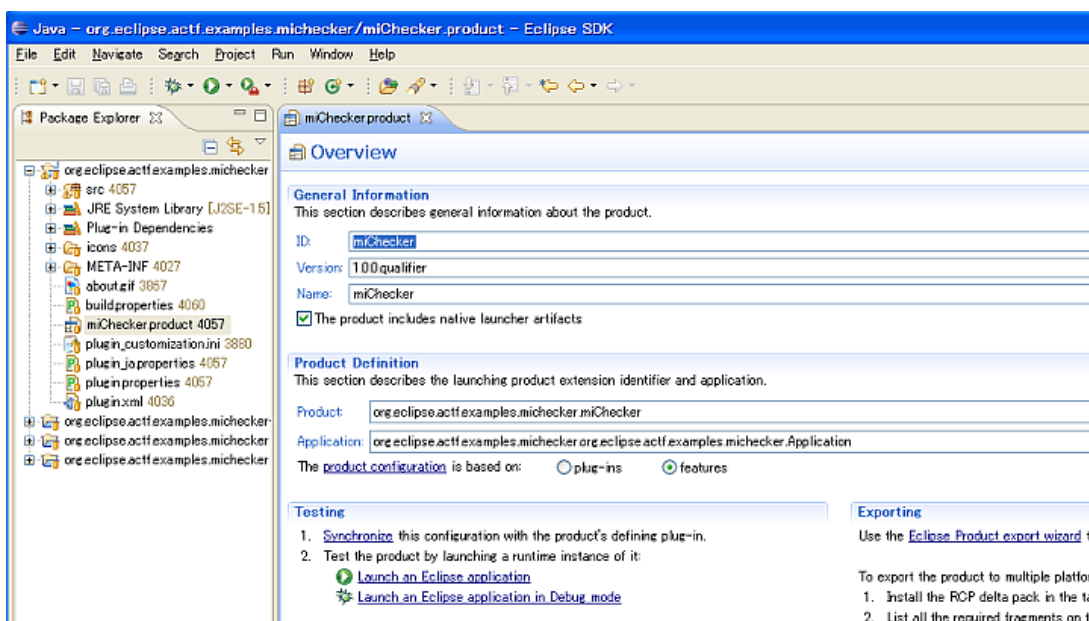 Java - org.eclipse.actf.examples.michecker/miChecker.product - Eclipse SDK
File Edit Navigate Search Project Run Window Help
Package Explorer
miChecker.product
Overview
org.eclipse.actf.examples.michecker
src 4057
JRE System Library [J2SE-1.5]
Plug-in Dependencies
icons 4037
META-INF 4027
about.gif 3857
build.properties 4060
miChecker.product 4057
plugin_customization.ini 3880
plugin_ja.properties 4057
plugin.properties 4057
plugin.xml 4036
org.eclipse.actf.examples.michecker
org.eclipse.actf.examples.michecker
org.eclipse.actf.examples.michecker
General Information
This section describes general information about the product.
ID: miChecker
Version: 1.0.0.qualifier
Name: miChecker
The product includes native launcher artifacts
Product Definition
This section describes the launching product extension identifier and application.
Product: org.eclipse.actf.examples.michecker.miChecker
Application: org.eclipse.actf.examples.michecker.org.eclipse.actf.examples.michecker.Application
The product configuration is based on: plug-ins features
Testing
1. Synchronize this configuration with the product's defining plug-in.
2. Test the product by launching a runtime instance of it:
Launch an Eclipse application
Launch an Eclipse application in Debug mode
Exporting
Use the Eclipse Product export wizard
To export the product to multiple platfo
1. Install the RCP delta pack in the ta
2. List all the required fragments on t